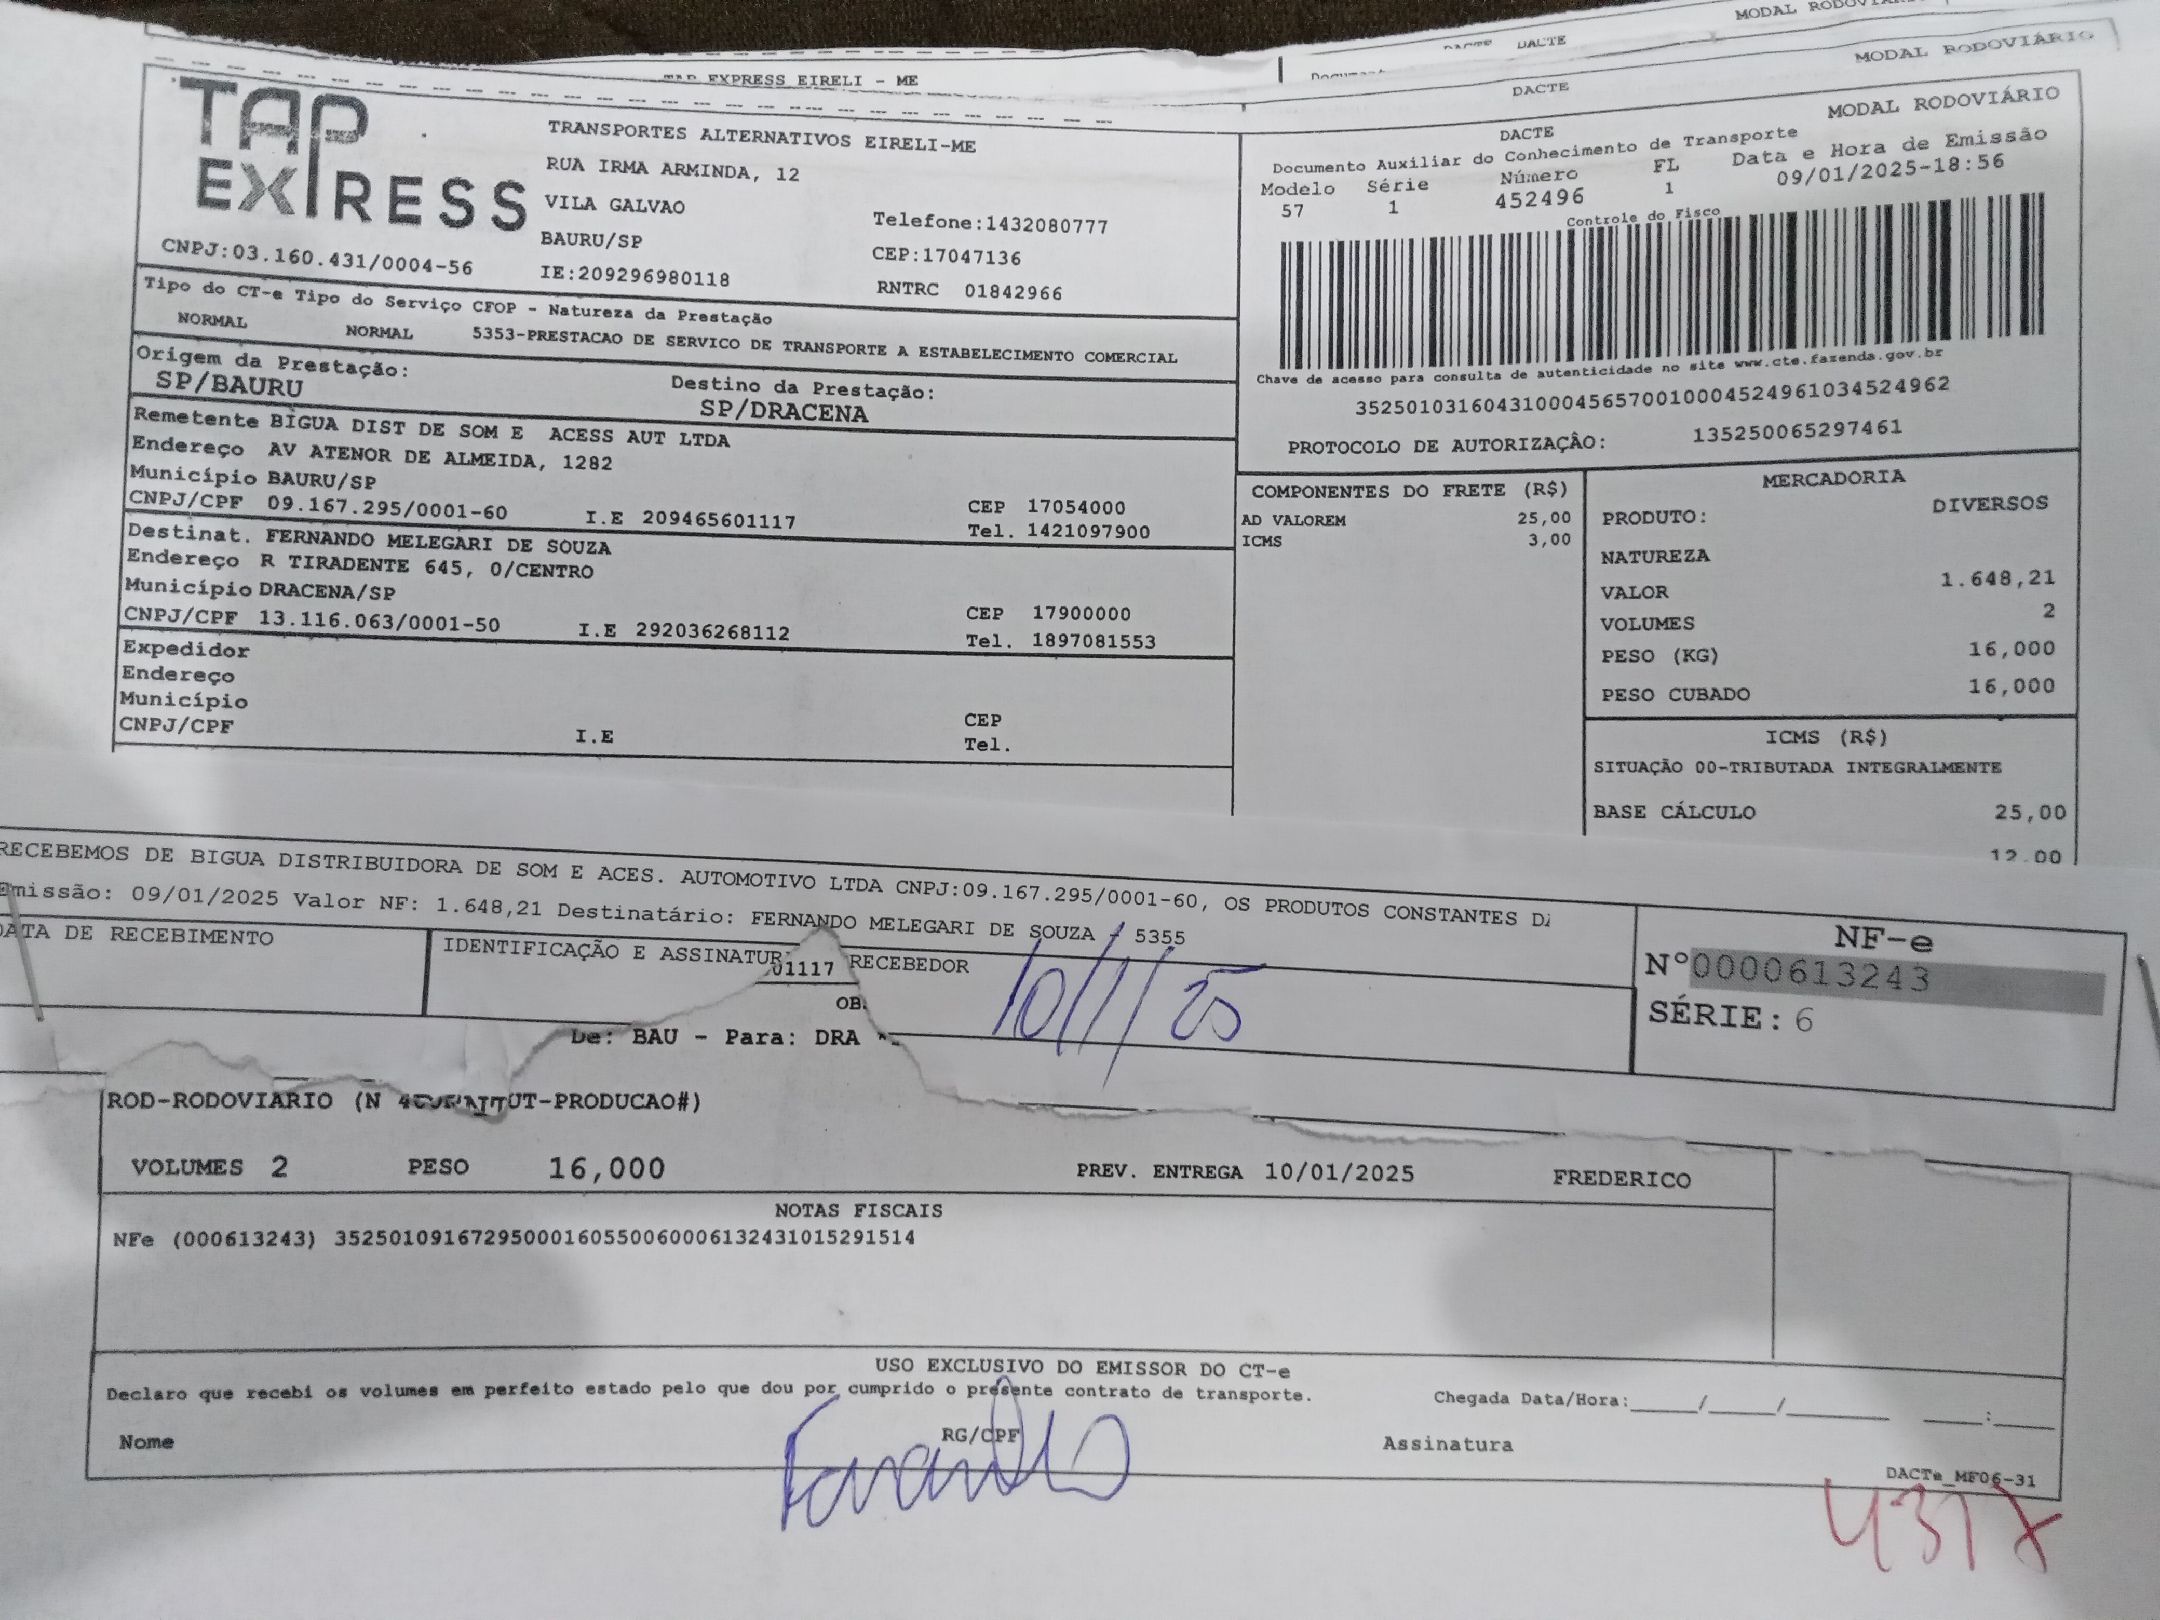 MODAL RODOVIÁRIO
DACTE
MODAL RODOVIÁRIO
TAP EXPRESS EIRELI - ME
DACTE
TAP EXPRESS
CNPJ:03.160.431/0004-56
TRANSPORTES ALTERNATIVOS EIRELI-ME
RUA IRMA ARMINDA, 12
VILA GALVAO
BAURU/SP
IE:209296980118
Telefone:1432080777
CEP:17047136
RNTRC 01842966
MODAL RODOVIÁRIO
DACTE
Documento Auxiliar do Conhecimento de Transporte
Modelo Série Número FL Data e Hora de Emissão
57 1 452496 1 09/01/2025-18:56
Controle do Fisco
Chave de acesso para consulta de autenticidade no site www.cte.fazenda.gov.br
35250103160431000456570010004524961034524962
PROTOCOLO DE AUTORIZAÇÃO: 135250065297461
Tipo do CT-e Tipo do Serviço CFOP - Natureza da Prestação
NORMAL NORMAL 5353-PRESTACAO DE SERVICO DE TRANSPORTE A ESTABELECIMENTO COMERCIAL
Origem da Prestação: Destino da Prestação:
SP/BAURU SP/DRACENA
Remetente BIGUA DIST DE SOM E ACESS AUT LTDA
Endereço AV ATENOR DE ALMEIDA, 1282
Município BAURU/SP CEP 17054000
CNPJ/CPF 09.167.295/0001-60 I.E 209465601117 Tel. 1421097900
Destinat. FERNANDO MELEGARI DE SOUZA
Endereço R TIRADENTE 645, 0/CENTRO
Município DRACENA/SP CEP 17900000
CNPJ/CPF 13.116.063/0001-50 I.E 292036268112 Tel. 1897081553
Expedidor
Endereço
Município CEP
CNPJ/CPF I.E Tel.
COMPONENTES DO FRETE (R$)
AD VALOREM 25,00
ICMS 3,00
MERCADORIA
PRODUTO: DIVERSOS
NATUREZA
VALOR 1.648,21
VOLUMES 2
PESO (KG) 16,000
PESO CUBADO 16,000
ICMS (R$)
SITUAÇÃO 00-TRIBUTADA INTEGRALMENTE
BASE CÁLCULO 25,00
12,00
RECEBEMOS DE BIGUA DISTRIBUIDORA DE SOM E ACES. AUTOMOTIVO LTDA CNPJ:09.167.295/0001-60, OS PRODUTOS CONSTANTES DA
Emissão: 09/01/2025 Valor NF: 1.648,21 Destinatário: FERNANDO MELEGARI DE SOUZA - 5355
DATA DE RECEBIMENTO
IDENTIFICAÇÃO E ASSINATUR RECEBEDOR
01117
10/1/25
NF-e
Nº0000613243
SÉRIE: 6
OB
De: BAU - Para: DRA
ROD-RODOVIARIO (N UT-PRODUCAO#)
VOLUMES 2 PESO 16,000 PREV. ENTREGA 10/01/2025 FREDERICO
NOTAS FISCAIS
NFe (000613243) 35250109167295000160550060006132431015291514
USO EXCLUSIVO DO EMISSOR DO CT-e
Declaro que recebi os volumes em perfeito estado pelo que dou por cumprido o presente contrato de transporte. Chegada Data/Hora:_____/_____/________ ____:____
Nome RG/CPF Assinatura
DACTe_MF06-31